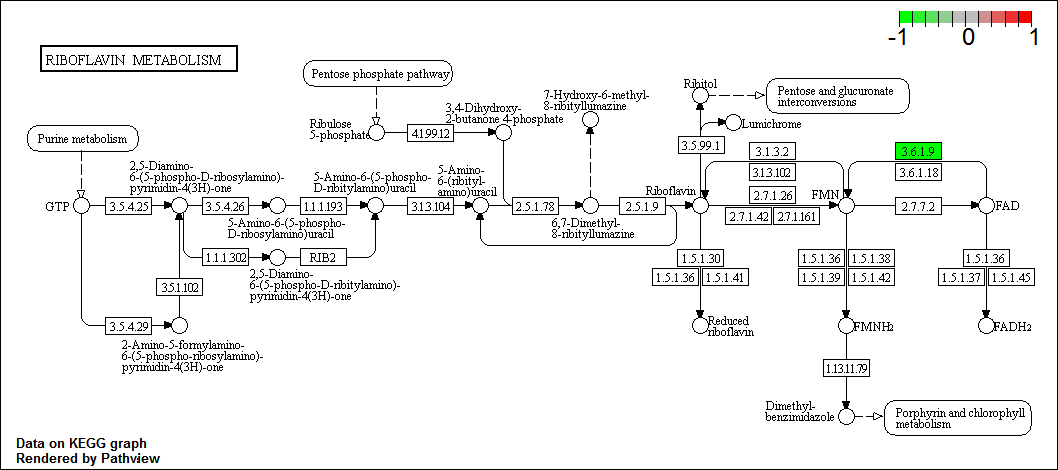 -1 0 1
RIBOFLAVIN METABOLISM
Pentose phosphate pathway
Purine metabolism
Ribulose
5-phosphate
4.1.99.12
3,4-Dihydroxy-
2-butanone 4-phosphate
7-Hydroxy-6-methyl-
8-ribityllumazine
Ribitol
Pentose and glucuronate
interconversions
Lumichrome
3.5.99.1
3.1.3.2
3.13.102
3.6.1.9
3.6.1.18
2,5-Diamino-
6-(5-phospho-D-ribosylamino)-
pyrimidin-4(3H)-one
5-Amino-6-(5-phospho-
D-ribitylamino)uracil
5-Amino-
6-(ribityl-
amino)uracil
Riboflavin
2.7.1.26
FMN
GTP
3.5.4.25
3.5.4.26
1.1.1.193
3.13.104
2.5.1.78
2.5.1.9
2.7.1.42
2.7.1.161
2.7.7.2
FAD
5-Amino-6-(5-phospho-
D-ribosylamino)uracil
6,7-Dimethyl-
8-ribityllumazine
1.1.1.302
RIB2
2,5-Diamino-
6-(5-phospho-D-ribitylamino)-
pyrimidin-4(3H)-one
3.5.1.102
1.5.1.30
1.5.1.36
1.5.1.41
1.5.1.36
1.5.1.38
1.5.1.39
1.5.1.42
1.5.1.36
1.5.1.37
1.5.1.45
3.5.4.29
2-Amino-5-formylamino-
6-(5-phospho-ribosylamino)-
pyrimidin-4(3H)-one
Reduced
riboflavin
FMNH2
FADH2
1.13.11.79
Dimethyl-
benzimidazole
Porphyrin and chlorophyll
metabolism
Data on KEGG graph
Rendered by Pathview